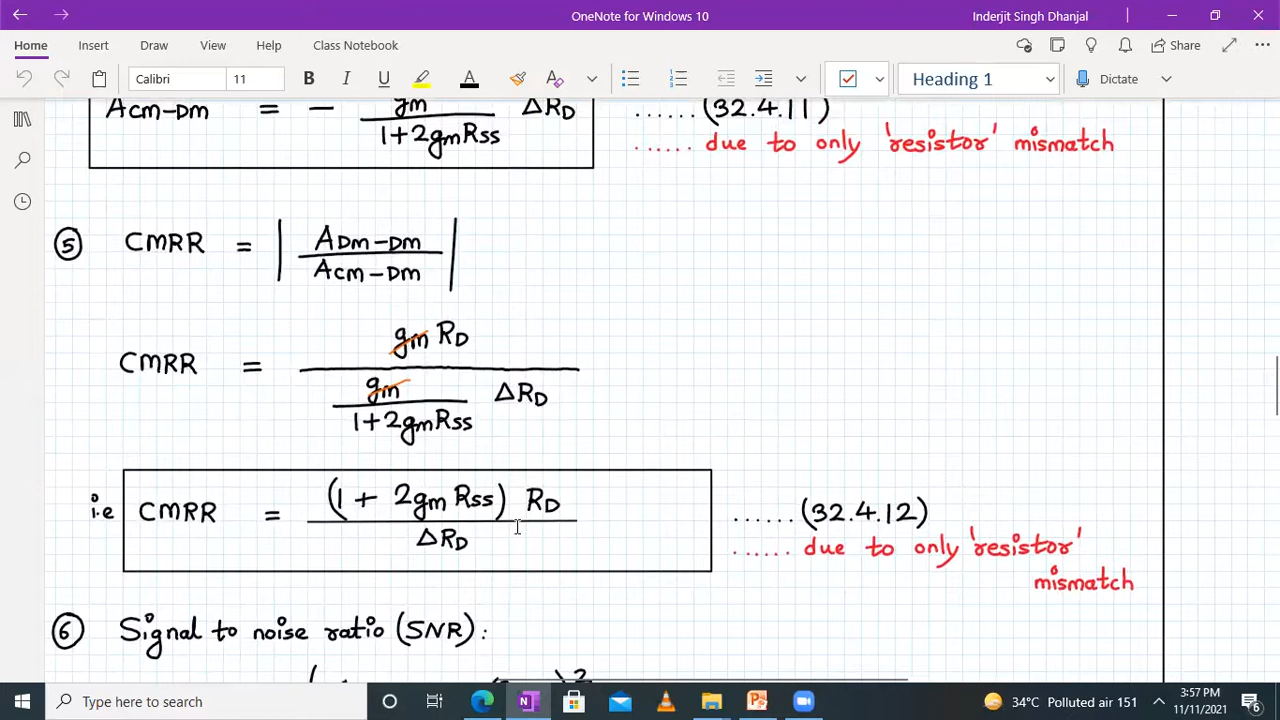 OneNote for Windows 10
Inderjit Singh Dhanjal
Home Insert Draw View Help Class Notebook
Share
Calibri 11 B I U A Heading 1 Dictate
Acm-Dm = - gm / 1+2gmRss ΔRD ......(32.4.11)
...... due to only 'resistor' mismatch
⑤ CMRR = | ADm-Dm / Acm-Dm |
CMRR = gm RD / gm / 1+2gmRss ΔRD
i.e CMRR = (1 + 2gm Rss) RD / ΔRD ......(32.4.12)
...... due to only 'resistor'
mismatch
⑥ Signal to noise ratio (SNR):
Type here to search
34°C Polluted air 151
3:57 PM
11/11/2021
6